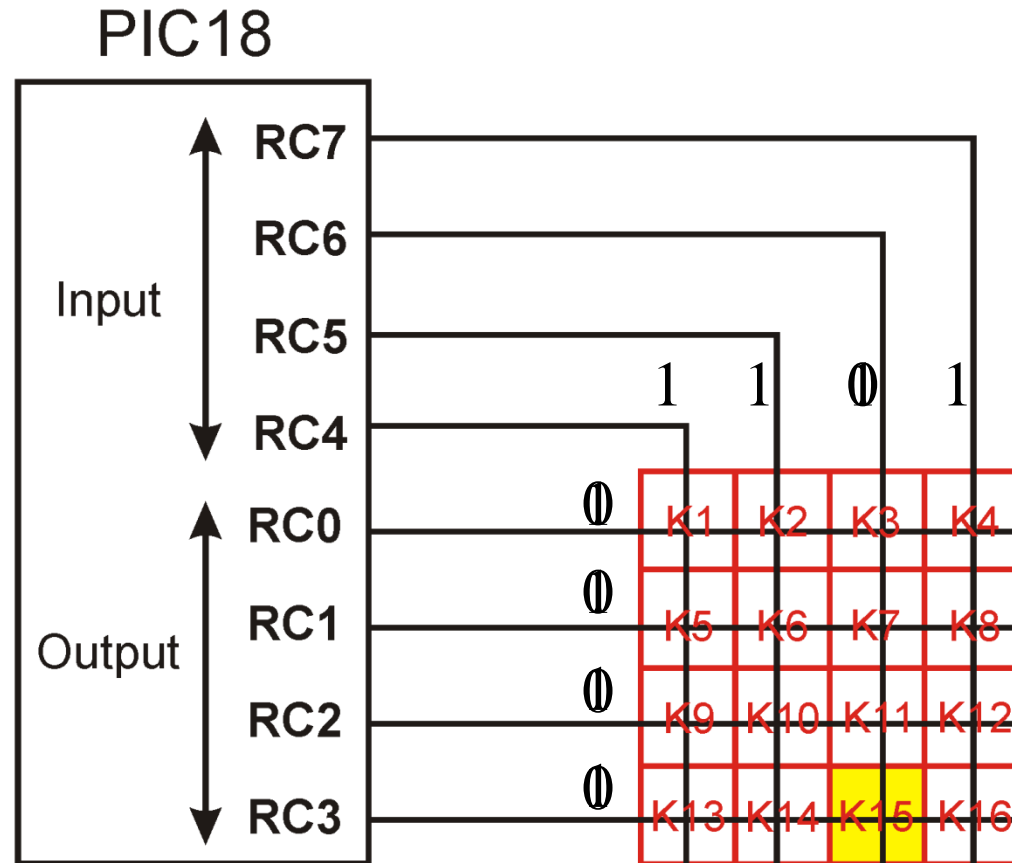 PIC18
RC7
RC6
Input
RC5
1 1 0 1
RC4
0
RC0
K1 K2 K3 K4
0
RC1
K5 K6 K7 K8
Output
0
RC2
K9 K10 K11 K12
0
RC3
K13 K14 K15 K16